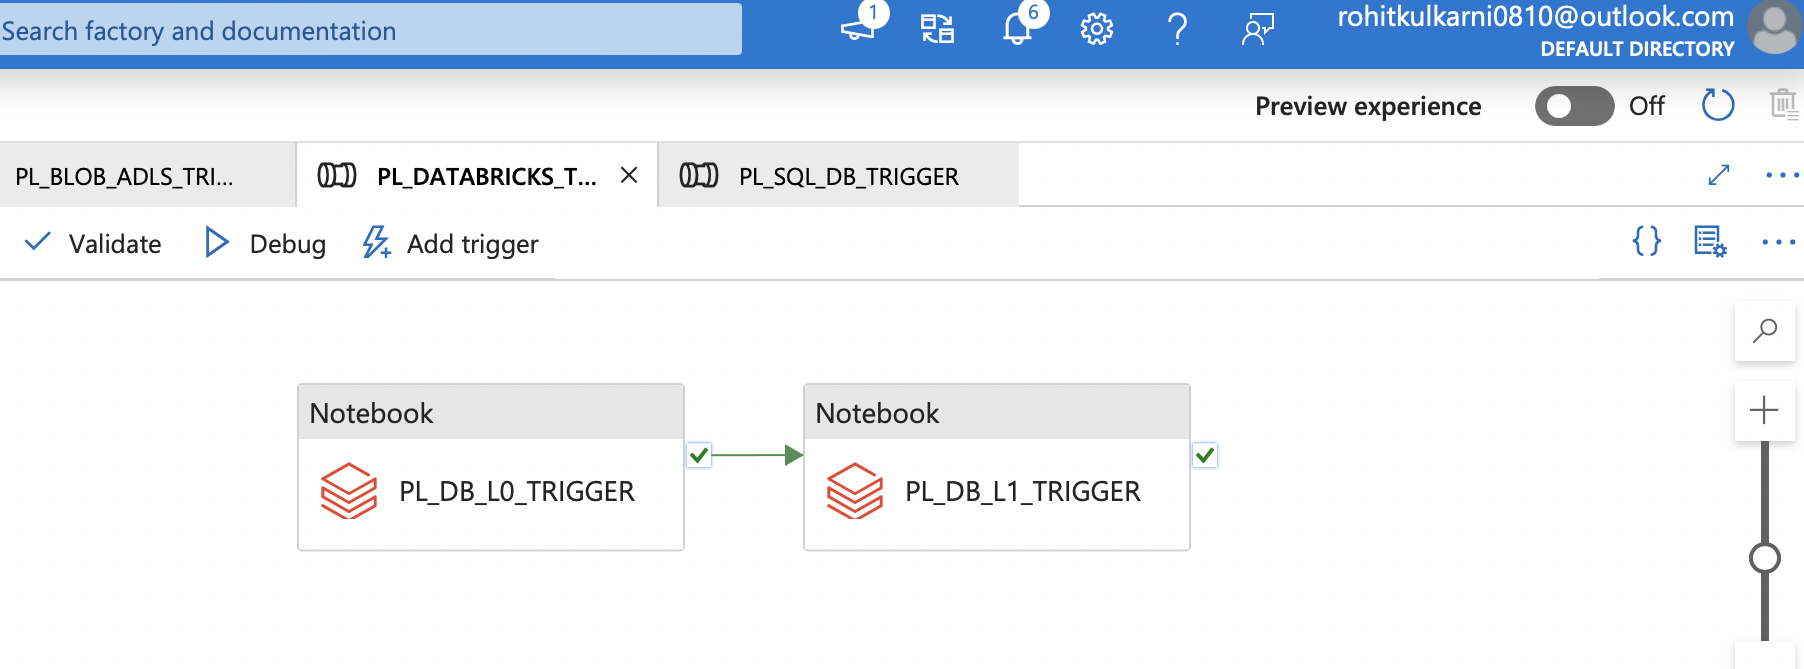 Search factory and documentation
1
6
?
rohitkulkarni0810@outlook.com
DEFAULT DIRECTORY
Preview experience
Off
PL_BLOB_ADLS_TRI...
PL_DATABRICKS_T...
PL_SQL_DB_TRIGGER
Validate
Debug
Add trigger
{}
Notebook
PL_DB_L0_TRIGGER
Notebook
PL_DB_L1_TRIGGER